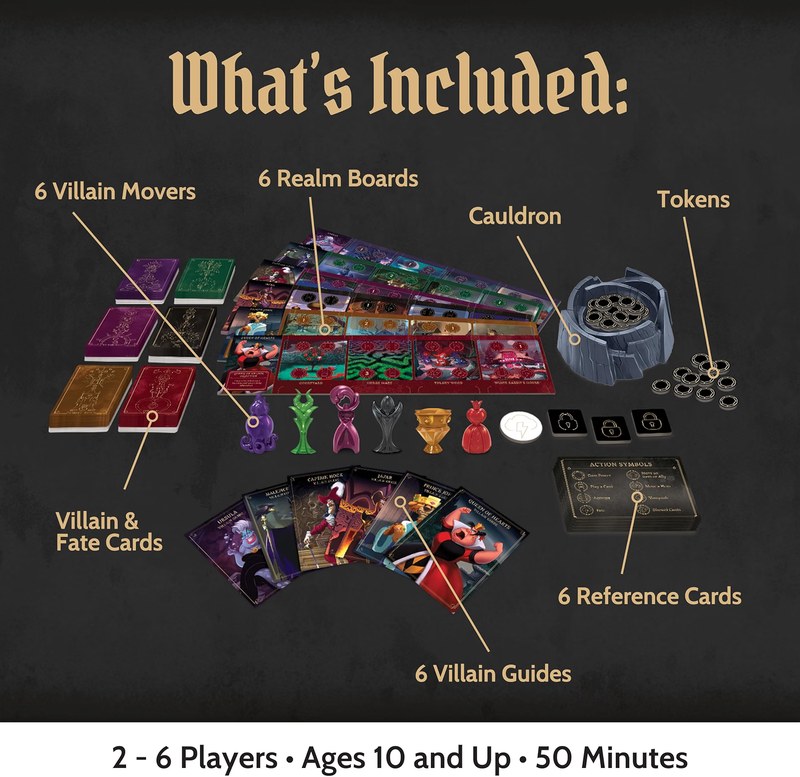 What's Included:
6 Villain Movers
6 Realm Boards
Cauldron
Tokens
ACTION SYMBOLS
URSULA
CAPTAIN HOOK
JAFAR
QUEEN OF HEARTS
Villain &
Fate Cards
6 Reference Cards
6 Villain Guides
2 - 6 Players • Ages 10 and Up • 50 Minutes